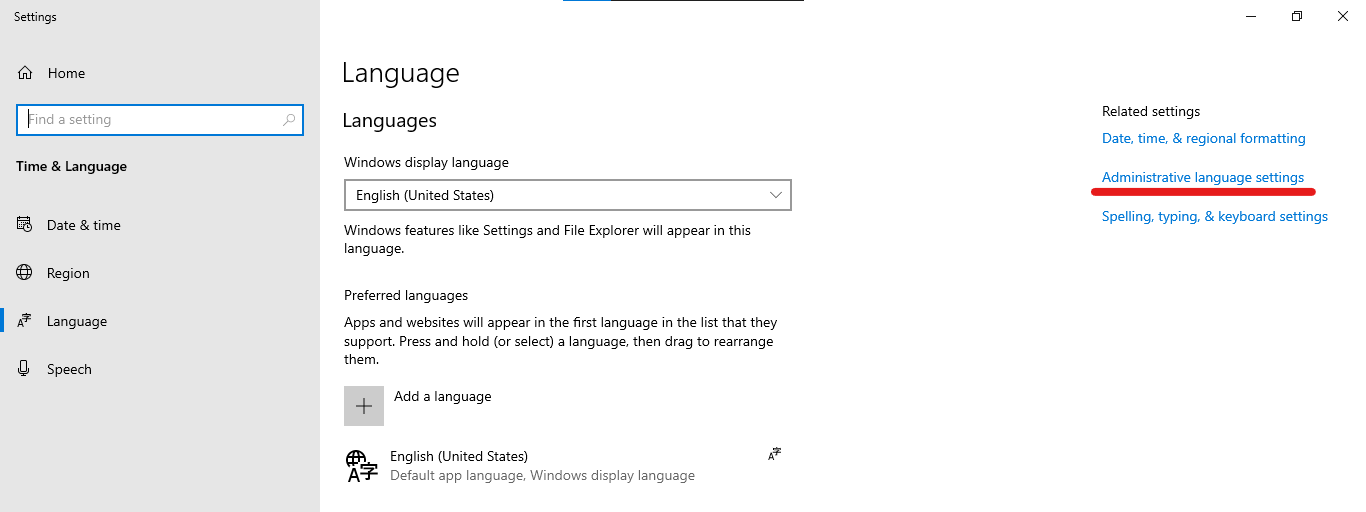 Settings
Home
Find a setting
Time & Language
Date & time
Region
Language
Speech
Language
Languages
Windows display language
English (United States)
Windows features like Settings and File Explorer will appear in this
language.
Preferred languages
Apps and websites will appear in the first language in the list that they
support. Press and hold (or select) a language, then drag to rearrange
them.
Add a language
English (United States)
Default app language, Windows display language
Related settings
Date, time, & regional formatting
Administrative language settings
Spelling, typing, & keyboard settings